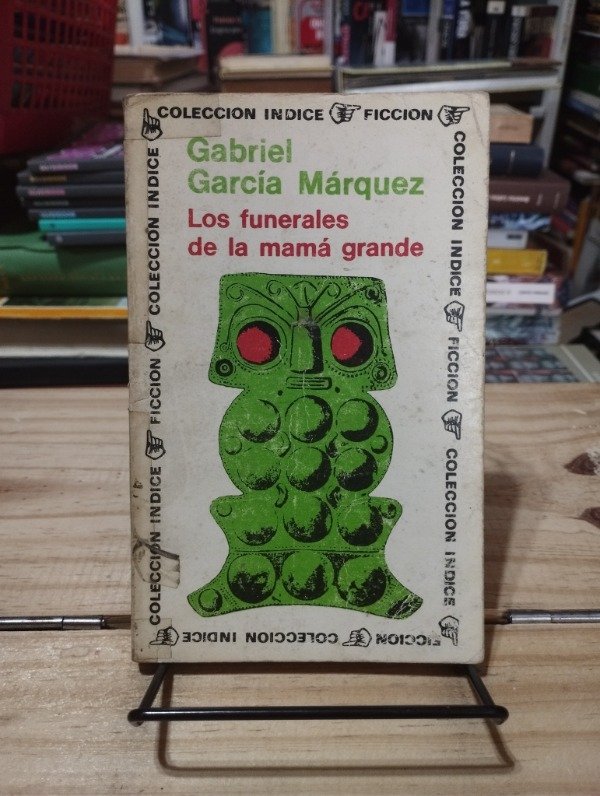 COLECCION INDICE FICCION
Gabriel
García Márquez
Los funerales
de la mamá grande
COLECCION INDICE FICCION COLECCION INDICE
FICCION COLECCION INDICE
COLECCION INDICE FICCION COLECCION INDICE